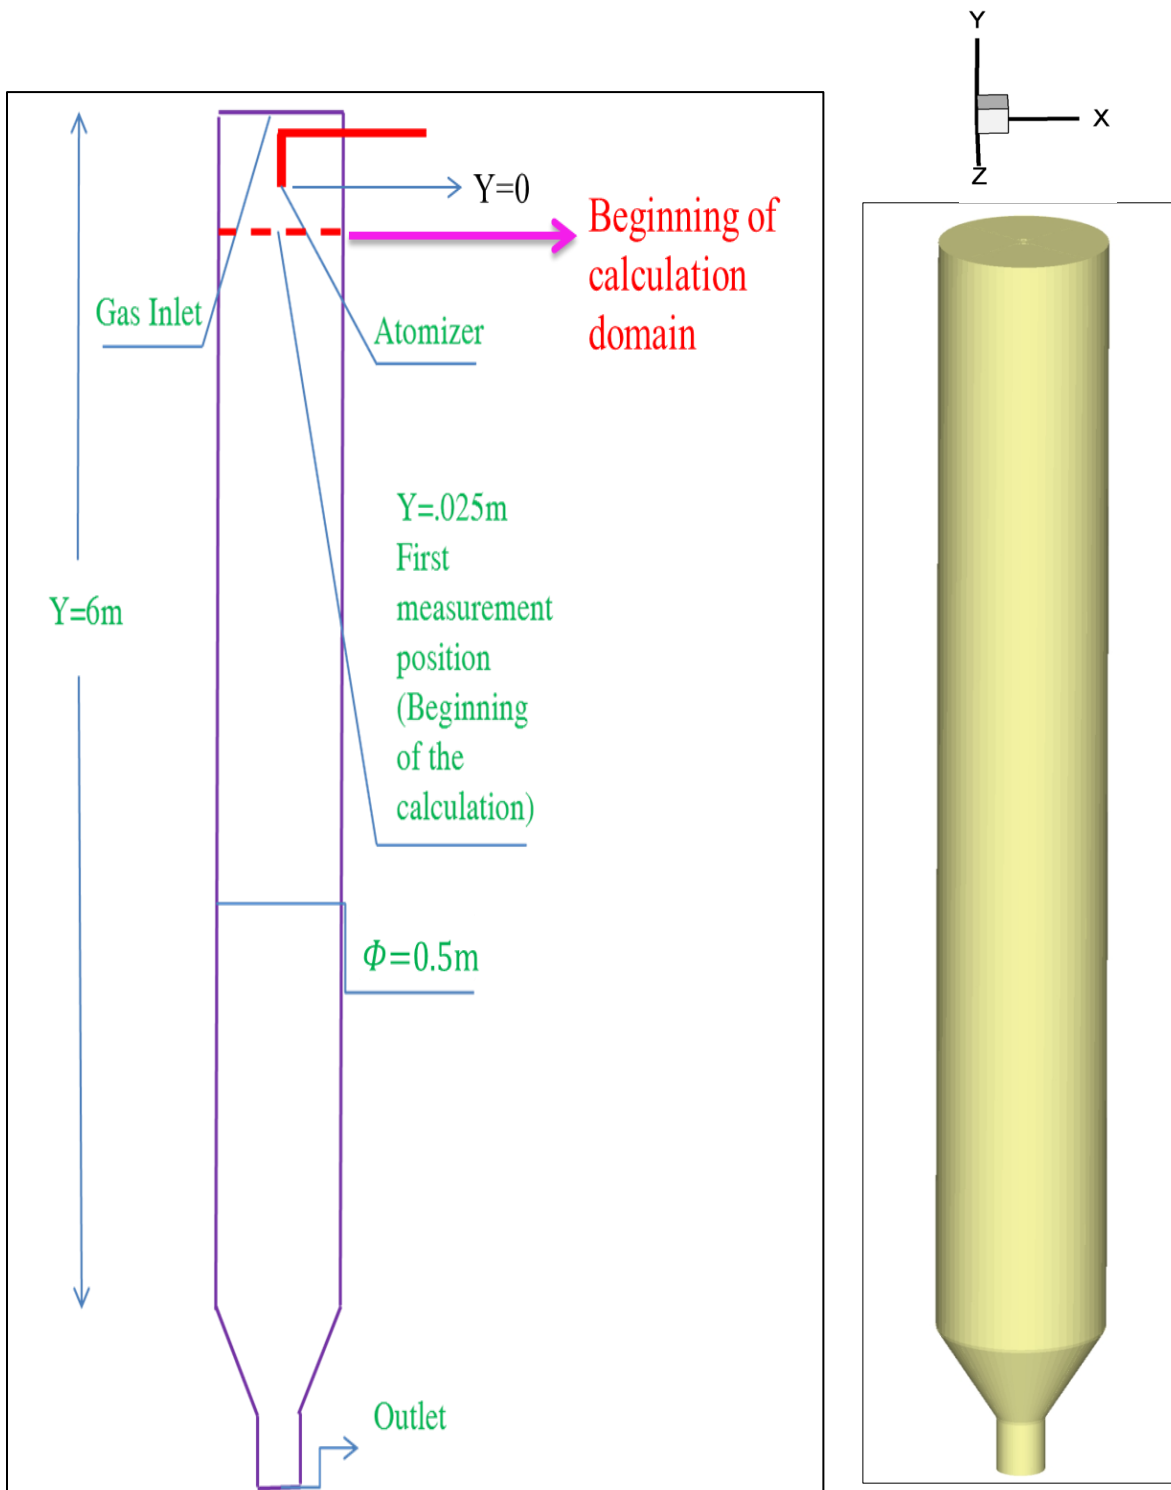 Y
X
Z
Y=0
Beginning of
calculation
domain
Gas Inlet
Atomizer
Y=.025m
First
measurement
position
(Beginning
of the
calculation)
Y=6m
Φ=0.5m
Outlet